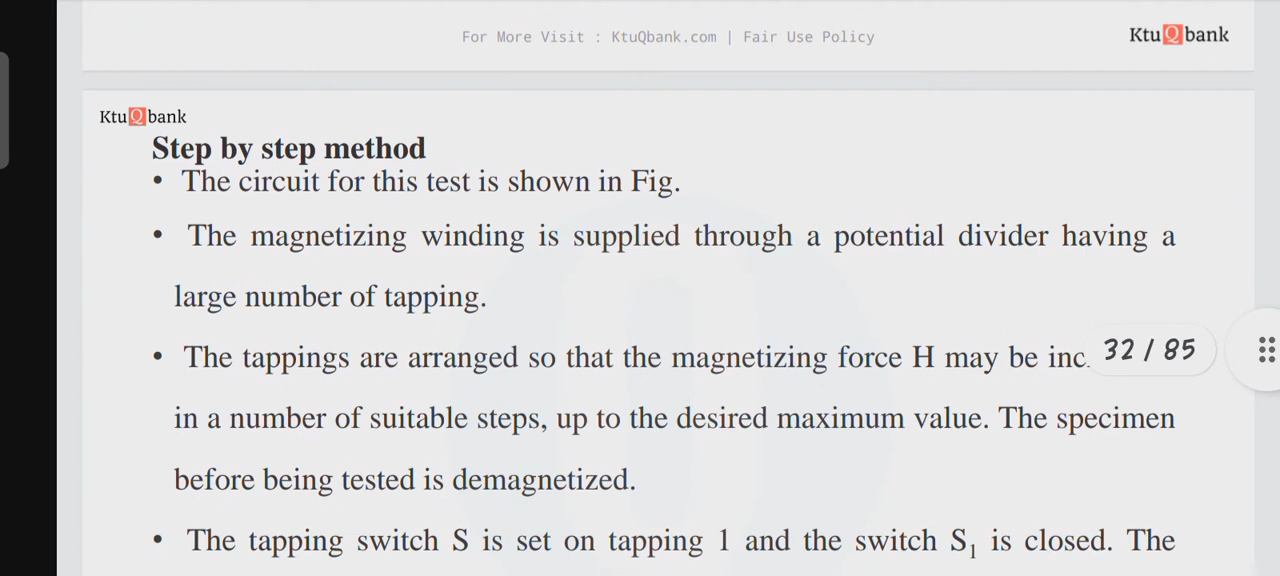 For More Visit : KtuQbank.com | Fair Use Policy
KtuQbank
KtuQbank
Step by step method
• The circuit for this test is shown in Fig.
• The magnetizing winding is supplied through a potential divider having a
large number of tapping.
• The tappings are arranged so that the magnetizing force H may be inc
32 / 85
in a number of suitable steps, up to the desired maximum value. The specimen
before being tested is demagnetized.
• The tapping switch S is set on tapping 1 and the switch S₁ is closed. The